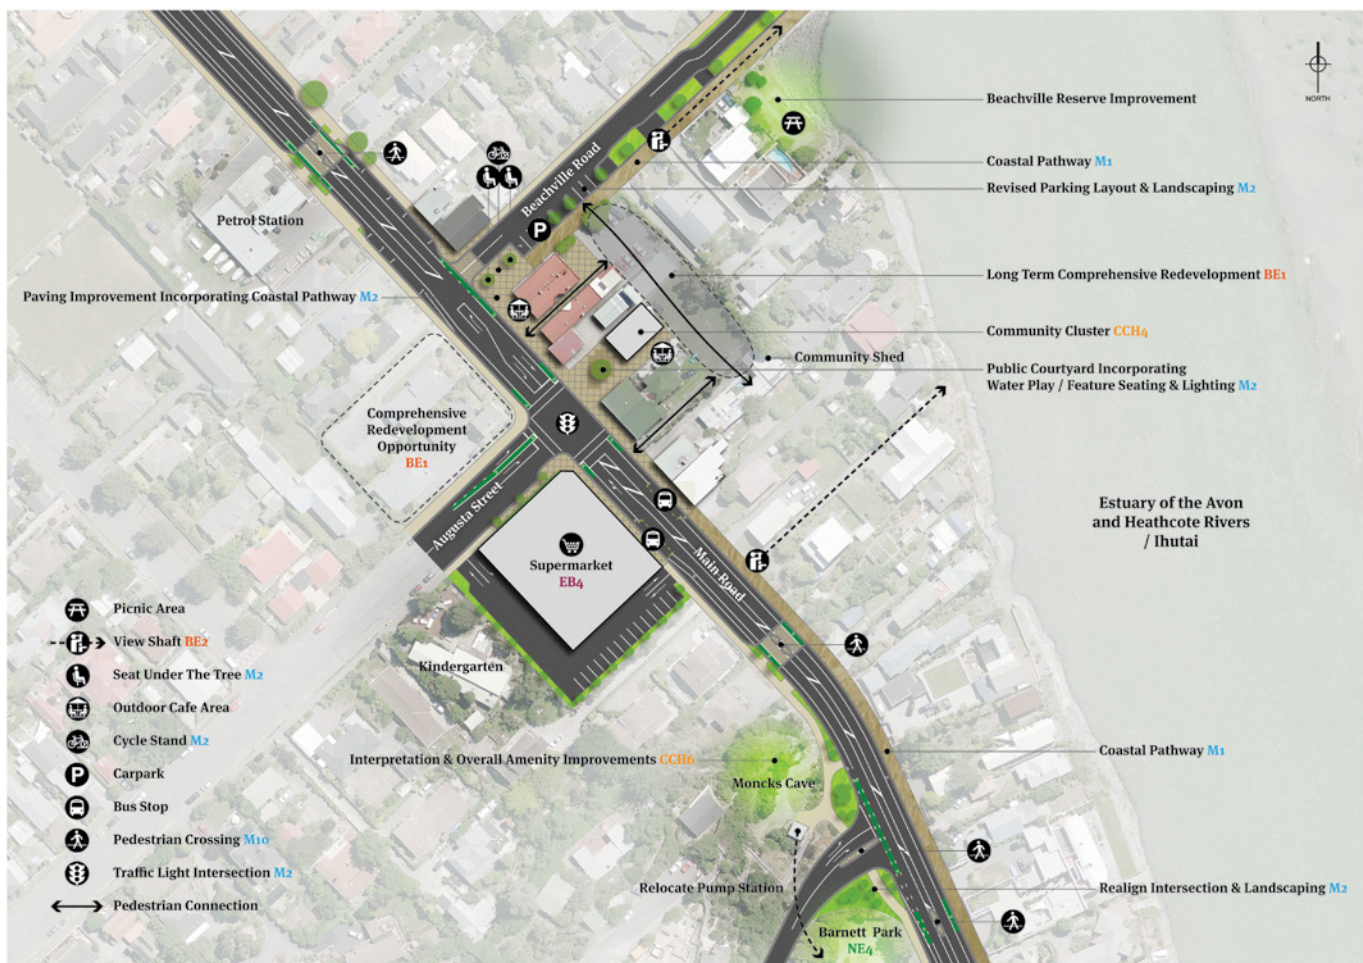 NORTH
Beachville Reserve Improvement
Coastal Pathway M1
Beachville Road
Revised Parking Layout & Landscaping M2
P
Petrol Station
Long Term Comprehensive Redevelopment BE1
Paving Improvement Incorporating Coastal Pathway M2
Community Cluster CCH4
Community Shed
Public Courtyard Incorporating
Water Play / Feature Seating & Lighting M2
Comprehensive
Redevelopment
Opportunity
BE1
Augusta Street
Estuary of the Avon
and Heathcote Rivers
/ Ihutai
Supermarket
EB4
Main Road
Kindergarten
Picnic Area
View Shaft BE2
Seat Under The Tree M2
Outdoor Cafe Area
Cycle Stand M2
P Carpark
Bus Stop
Pedestrian Crossing M10
Traffic Light Intersection M2
Pedestrian Connection
Interpretation & Overall Amenity Improvements CCH6
Moncks Cave
Coastal Pathway M1
Relocate Pump Station
Realign Intersection & Landscaping M2
Barnett Park
NE4